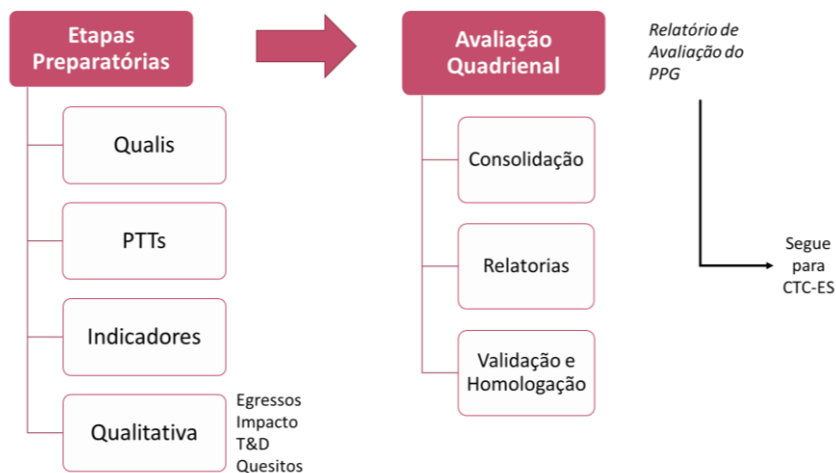 Etapas
Preparatórias
Qualis
PTTs
Indicadores
Qualitativa
Egressos
Impacto
T&D
Quesitos
Avaliação
Quadrienal
Consolidação
Relatorias
Validação e
Homologação
Relatório de
Avaliação do
PPG
Segue
para
CTC-ES